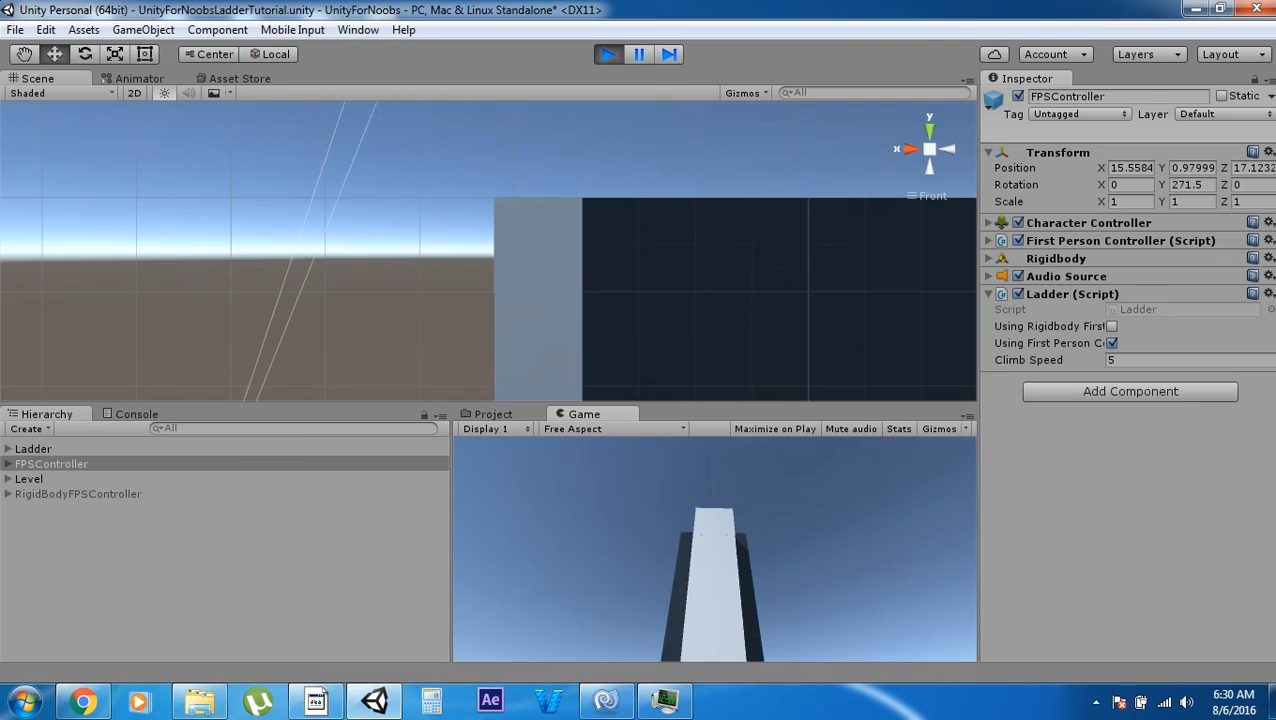 Unity Personal (64bit) - UnityForNoobsLadderTutorial.unity - UnityForNoobs - PC, Mac & Linux Standalone* <DX11>
File Edit Assets GameObject Component Mobile Input Window Help
Center Local Account Layers Layout
Scene Animator Asset Store
Shaded 2D Gizmos All
y
x
Front
Inspector
FPSController Static
Tag Untagged Layer Default
Transform
Position X 15.5584 Y 0.97999 Z 17.1232
Rotation X 0 Y 271.5 Z 0
Scale X 1 Y 1 Z 1
Character Controller
First Person Controller (Script)
Rigidbody
Audio Source
Ladder (Script)
Script Ladder
Using Rigidbody First
Using First Person Co
Climb Speed 5
Add Component
Hierarchy Console
Create All
Ladder
FPSController
Level
RigidBodyFPSController
Project Game
Display 1 Free Aspect Maximize on Play Mute audio Stats Gizmos
Ae
6:30 AM
8/6/2016